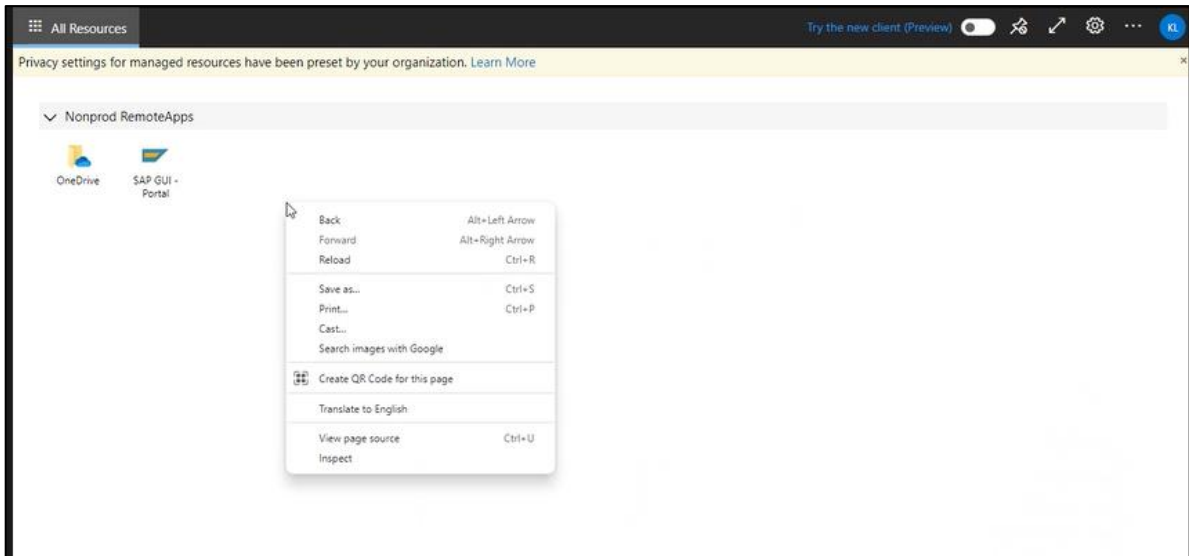 All Resources
Try the new client (Preview)
KL
Privacy settings for managed resources have been preset by your organization. Learn More
Nonprod RemoteApps
OneDrive
SAP GUI -
Portal
Back Alt+Left Arrow
Forward Alt+Right Arrow
Reload Ctrl+R
Save as... Ctrl+S
Print... Ctrl+P
Cast...
Search images with Google
Create QR Code for this page
Translate to English
View page source Ctrl+U
Inspect